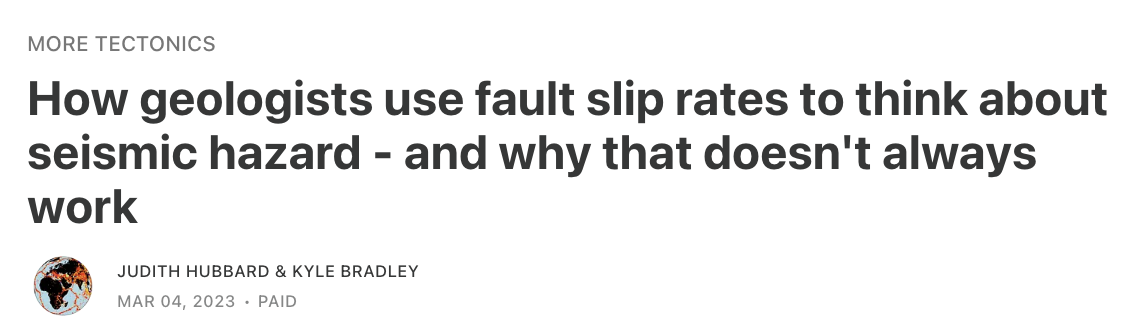 MORE TECTONICS
How geologists use fault slip rates to think about
seismic hazard - and why that doesn't always
work
JUDITH HUBBARD & KYLE BRADLEY
MAR 04, 2023 · PAID